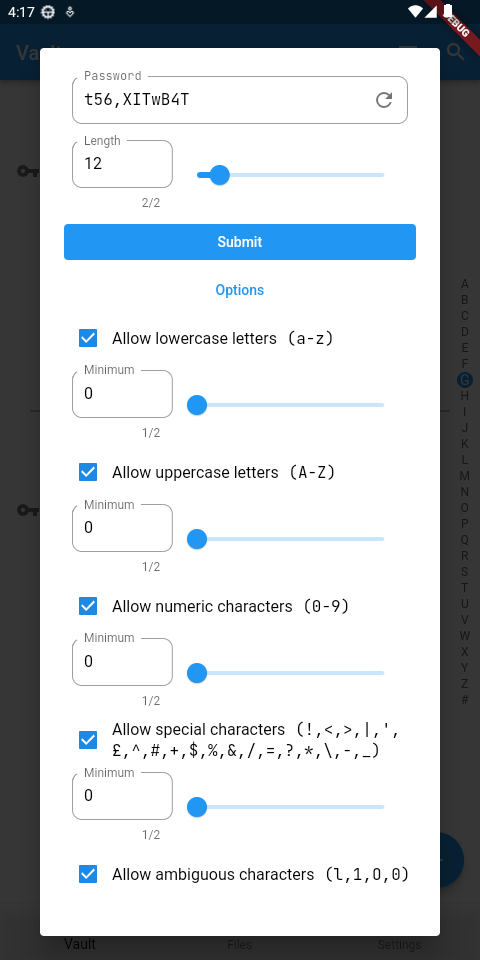 4:17
DEBUG
Vault
Password
t56,XITwB4T
Length
12
2/2
Submit
Options
Allow lowercase letters (a-z)
Minimum
0
1/2
Allow uppercase letters (A-Z)
Minimum
0
1/2
Allow numeric characters (0-9)
Minimum
0
1/2
Allow special characters (!,<,>,|,',
£,^,#,+,$,%,&,/,=,?,*,\,-,_)
Minimum
0
1/2
Allow ambiguous characters (l,1,O,0)
A
B
C
D
E
F
G
H
I
J
K
L
M
N
O
P
Q
R
S
T
U
V
W
X
Y
Z
#
Vault
Files
Settings